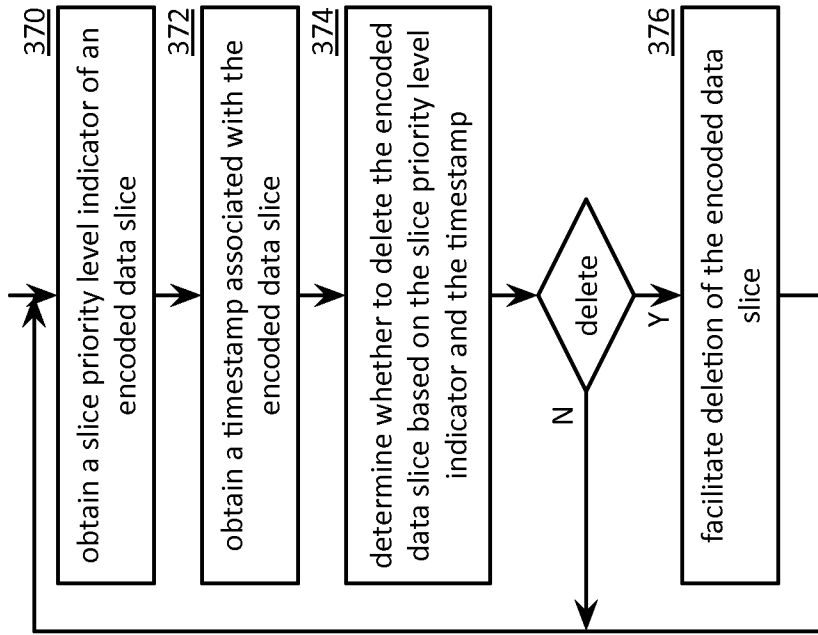 370
obtain a slice priority level indicator of an
encoded data slice
372
obtain a timestamp associated with the
encoded data slice
374
determine whether to delete the encoded
data slice based on the slice priority level
indicator and the timestamp
delete
N
Y
376
facilitate deletion of the encoded data
slice